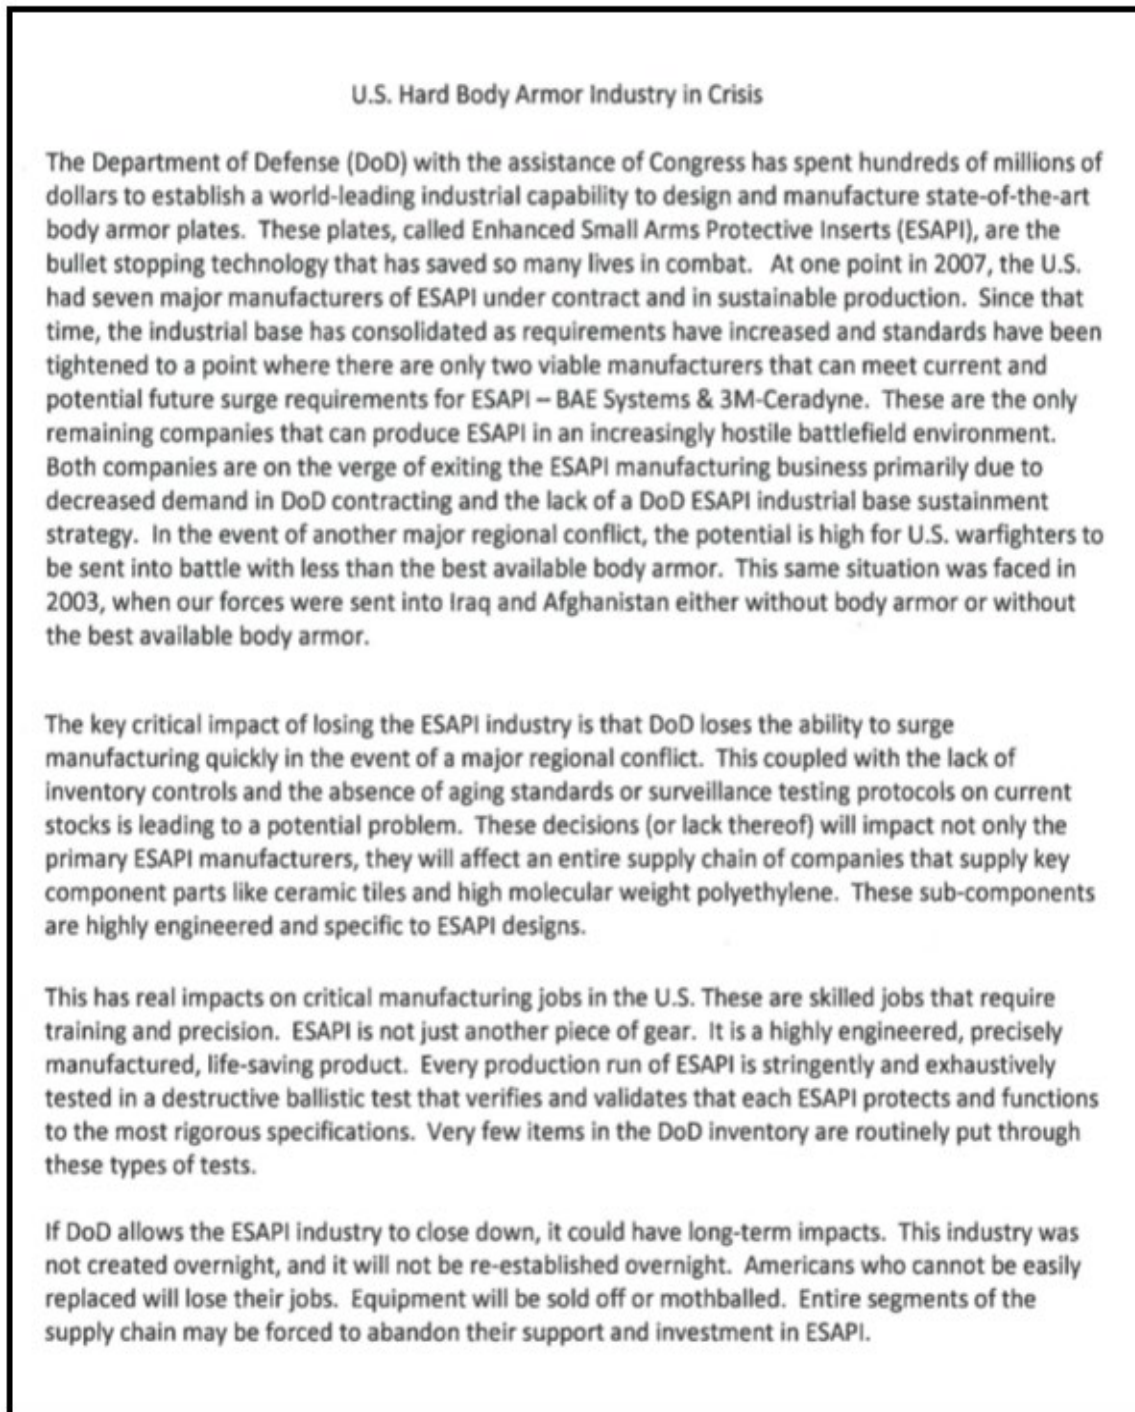 U.S. Hard Body Armor Industry in Crisis
The Department of Defense (DoD) with the assistance of Congress has spent hundreds of millions of
dollars to establish a world-leading industrial capability to design and manufacture state-of-the-art
body armor plates.  These plates, called Enhanced Small Arms Protective Inserts (ESAPI), are the
bullet stopping technology that has saved so many lives in combat.   At one point in 2007, the U.S.
had seven major manufacturers of ESAPI under contract and in sustainable production.  Since that
time, the industrial base has consolidated as requirements have increased and standards have been
tightened to a point where there are only two viable manufacturers that can meet current and
potential future surge requirements for ESAPI – BAE Systems & 3M-Ceradyne.  These are the only
remaining companies that can produce ESAPI in an increasingly hostile battlefield environment.
Both companies are on the verge of exiting the ESAPI manufacturing business primarily due to
decreased demand in DoD contracting and the lack of a DoD ESAPI industrial base sustainment
strategy.  In the event of another major regional conflict, the potential is high for U.S. warfighters to
be sent into battle with less than the best available body armor.  This same situation was faced in
2003, when our forces were sent into Iraq and Afghanistan either without body armor or without
the best available body armor.
The key critical impact of losing the ESAPI industry is that DoD loses the ability to surge
manufacturing quickly in the event of a major regional conflict.  This coupled with the lack of
inventory controls and the absence of aging standards or surveillance testing protocols on current
stocks is leading to a potential problem.  These decisions (or lack thereof) will impact not only the
primary ESAPI manufacturers, they will affect an entire supply chain of companies that supply key
component parts like ceramic tiles and high molecular weight polyethylene.  These sub-components
are highly engineered and specific to ESAPI designs.
This has real impacts on critical manufacturing jobs in the U.S. These are skilled jobs that require
training and precision.  ESAPI is not just another piece of gear.  It is a highly engineered, precisely
manufactured, life-saving product.  Every production run of ESAPI is stringently and exhaustively
tested in a destructive ballistic test that verifies and validates that each ESAPI protects and functions
to the most rigorous specifications.  Very few items in the DoD inventory are routinely put through
these types of tests.
If DoD allows the ESAPI industry to close down, it could have long-term impacts.  This industry was
not created overnight, and it will not be re-established overnight.  Americans who cannot be easily
replaced will lose their jobs.  Equipment will be sold off or mothballed.  Entire segments of the
supply chain may be forced to abandon their support and investment in ESAPI.